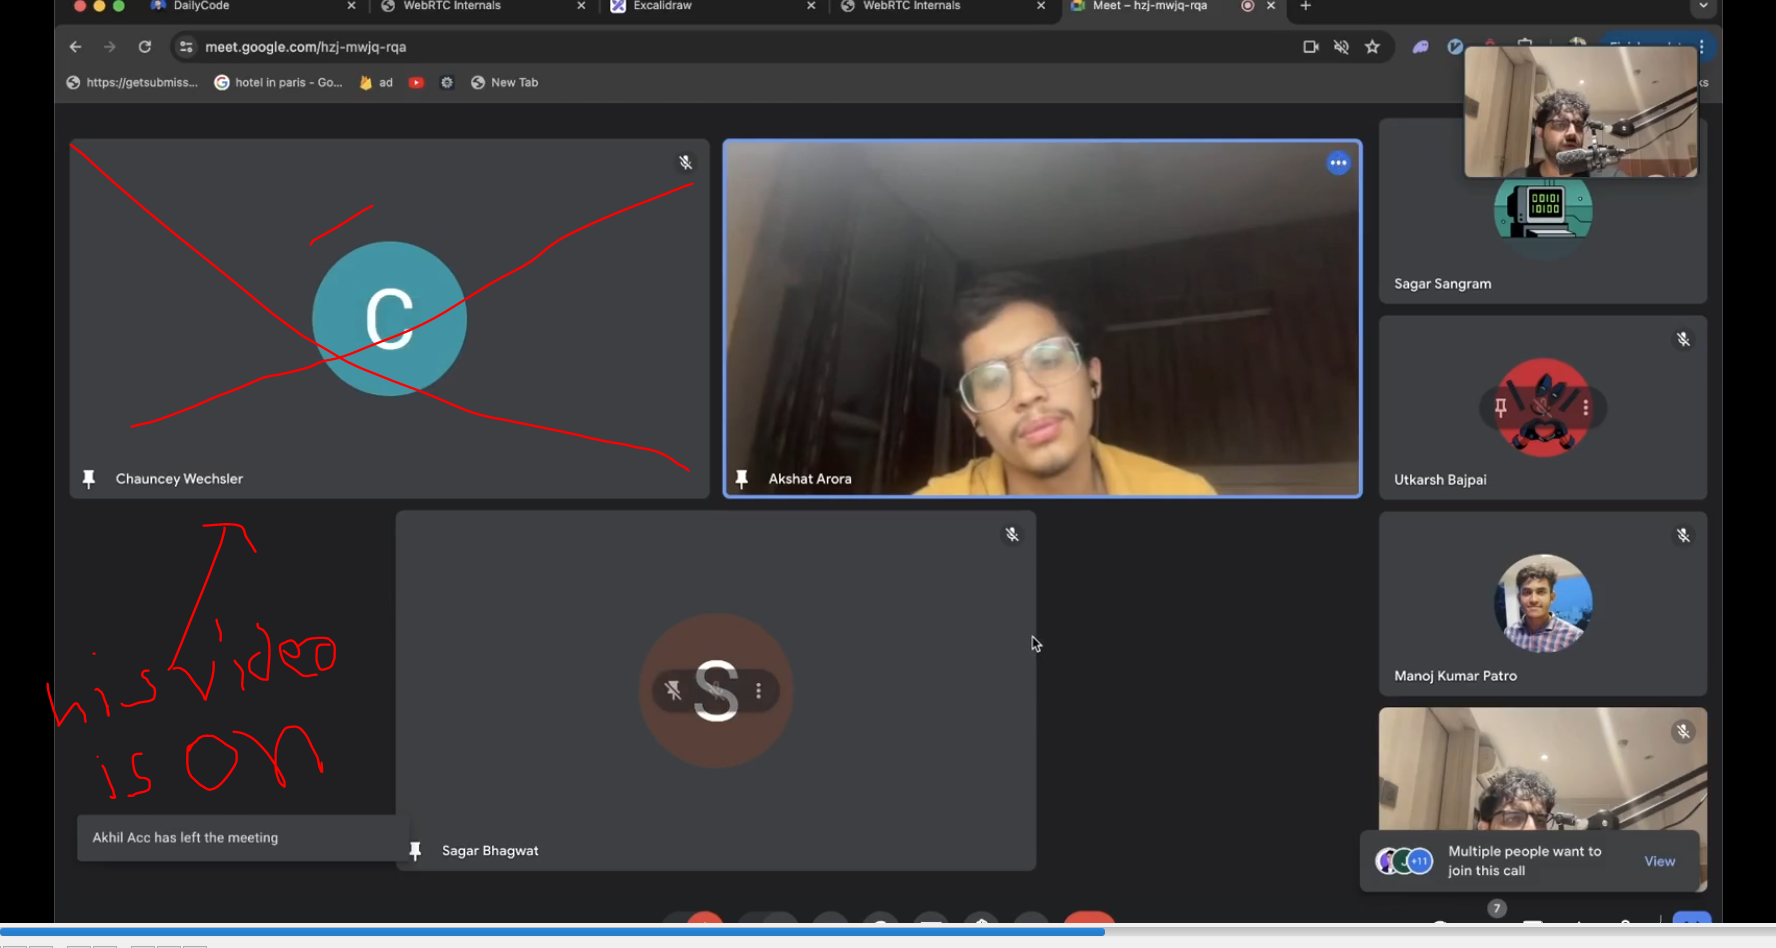 DailyCode
WebRTC Internals
Excalidraw
WebRTC Internals
Meet – hzj-mwjq-rqa
meet.google.com/hzj-mwjq-rqa
https://getsubmiss...
hotel in paris - Go...
ad
New Tab
C
Chauncey Wechsler
Akshat Arora
00101
10100
Sagar Sangram
Utkarsh Bajpai
his video
is on
S
Sagar Bhagwat
Manoj Kumar Patro
Akhil Acc has left the meeting
J
+11
Multiple people want to
join this call
View
7